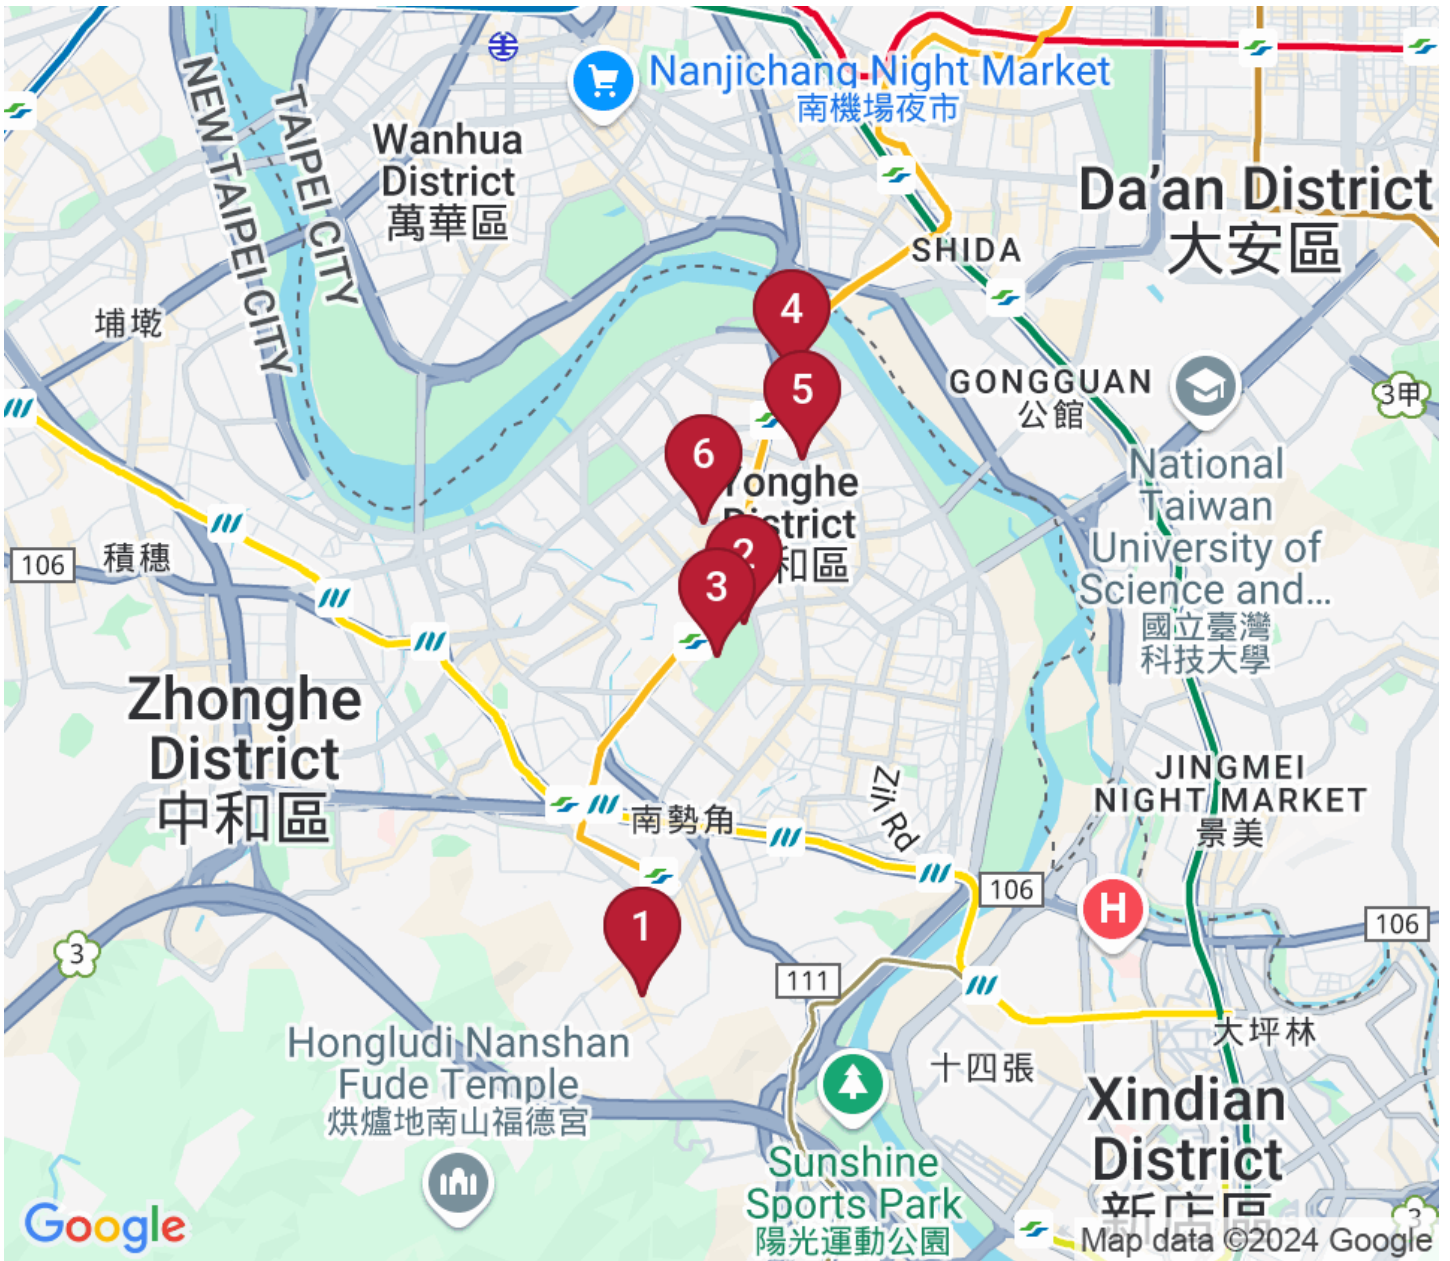 Nanjichang Night Market
南機場夜市
Wanhua
District
萬華區
NEW TAIPEI CITY
TAIPEI CITY
Da'an District
大安區
SHIDA
埔墘
4
5
GONGGUAN
公館
3甲
6
Yonghe
District
和區
National
Taiwan
University of
Science and...
國立臺灣
科技大學
106
積穗
2
3
Zhonghe
District
中和區
南勢角
JINGMEI
NIGHT MARKET
景美
106
H
106
3
1
111
Hongludi Nanshan
Fude Temple
烘爐地南山福德宮
大坪林
十四張
Xindian
District
新店區
Sunshine
Sports Park
陽光運動公園
3
Google
Map data ©2024 Google